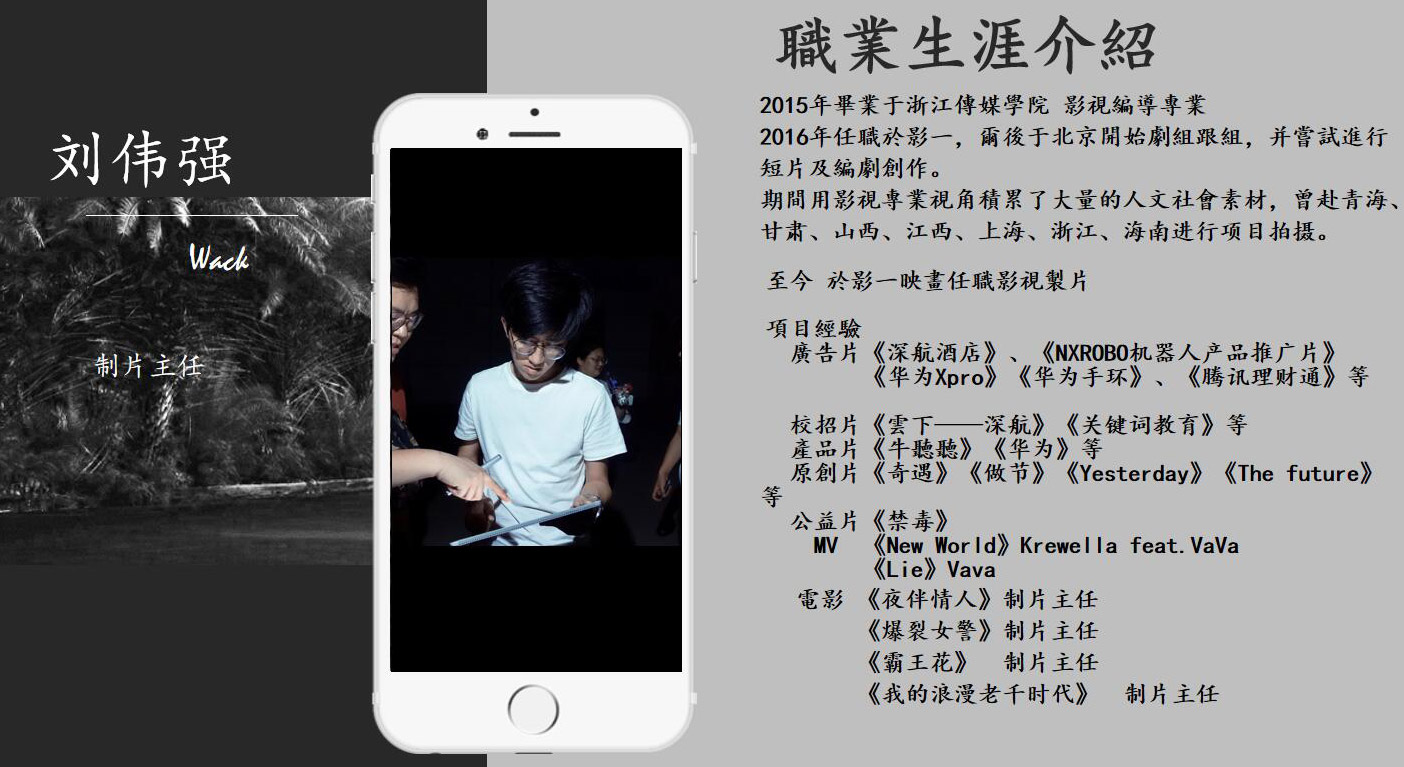 刘伟强
Wack
制片主任
職業生涯介紹
2015年畢業于浙江傳媒學院 影視編導專業
2016年任職於影一，爾後于北京開始劇組跟組，并嘗試進行
短片及編劇創作。
期間用影視專業視角積累了大量的人文社會素材，曾赴青海、
甘肃、山西、江西、上海、浙江、海南进行项目拍摄。
至今 於影一映畫任職影視製片
項目經驗
廣告片《深航酒店》、《NXROBO机器人产品推广片》
《华为Xpro》《华为手环》、《腾讯理财通》等
校招片《雲下——深航》《关键词教育》等
產品片《牛聽聽》《华为》等
原創片《奇遇》《做节》《Yesterday》《The future》
等
公益片《禁毒》
MV 《New World》Krewella feat.VaVa
《Lie》Vava
電影 《夜伴情人》制片主任
《爆裂女警》制片主任
《霸王花》 制片主任
《我的浪漫老千时代》 制片主任